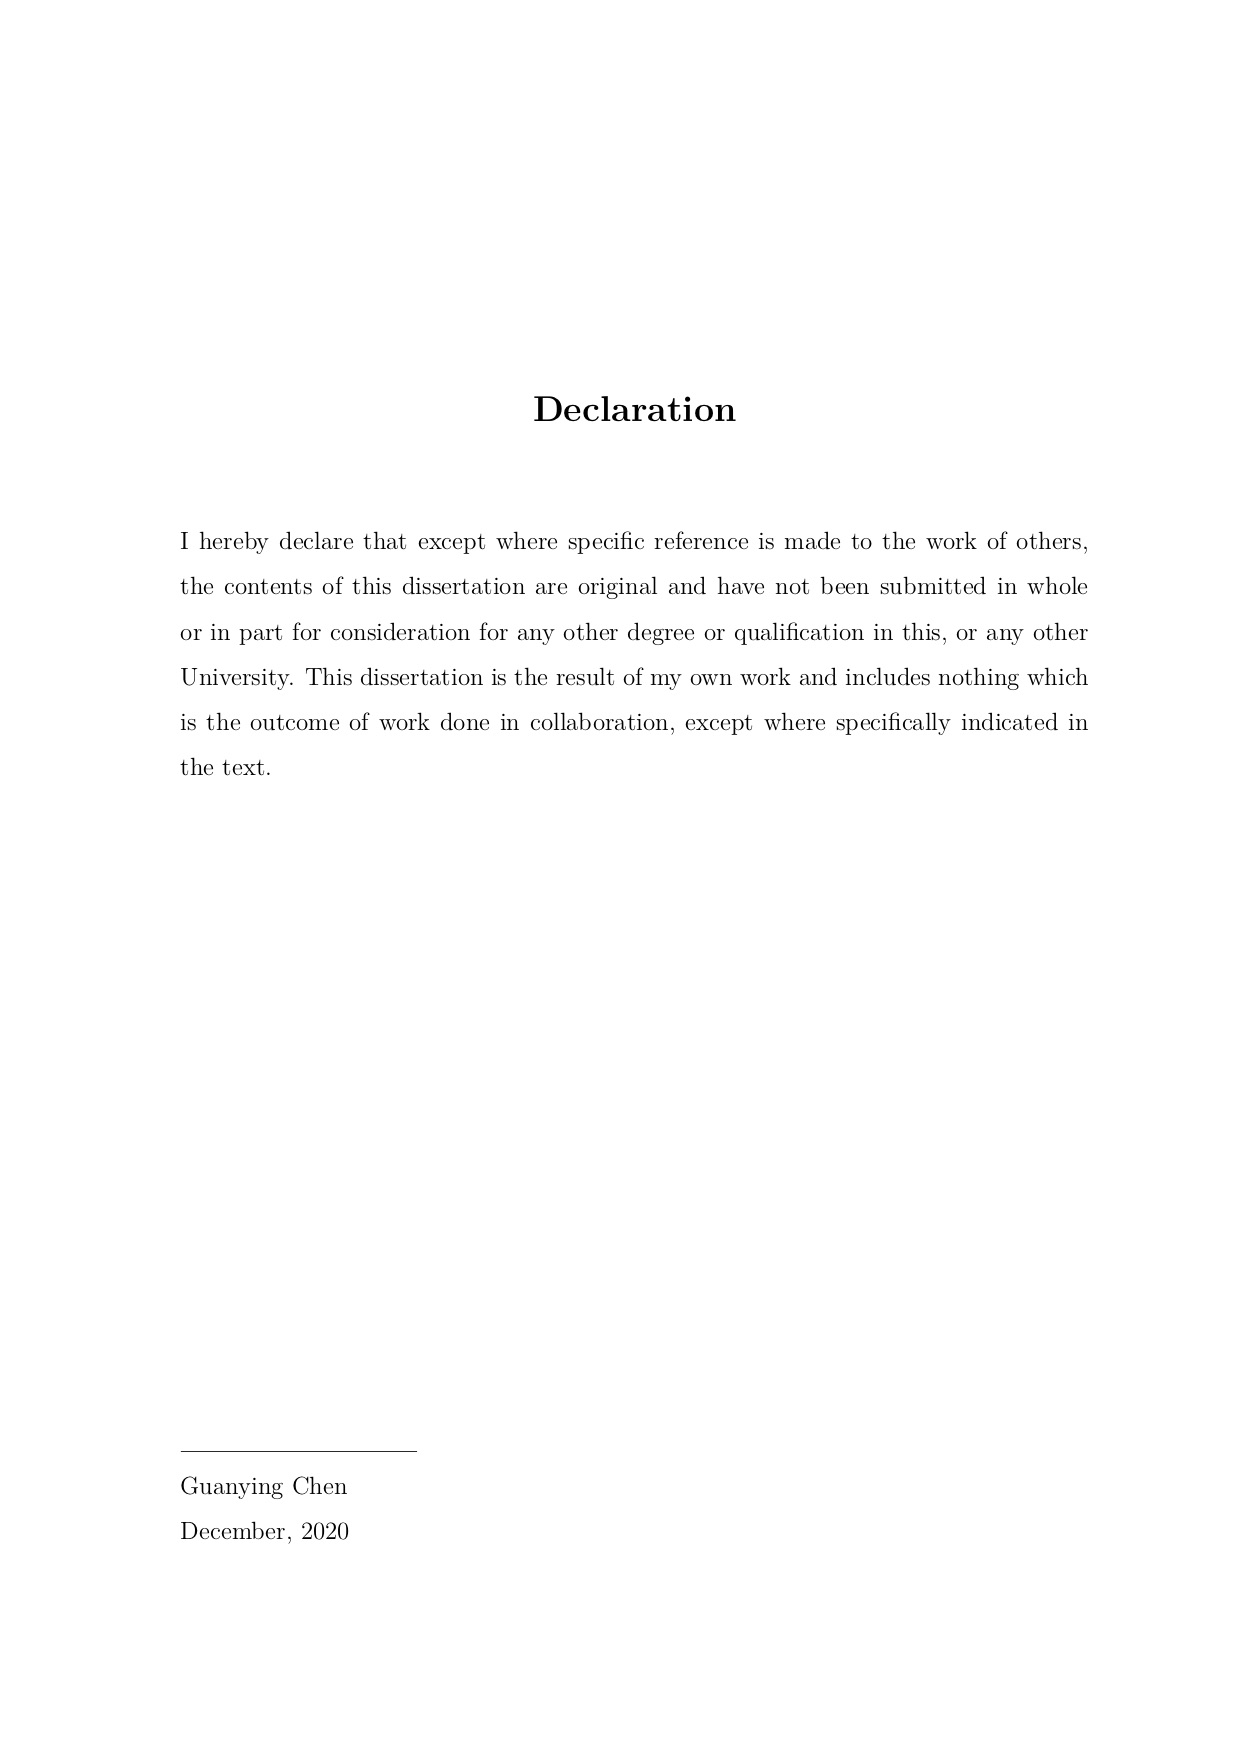 Declaration
I hereby declare that except where specific reference is made to the work of others,
the contents of this dissertation are original and have not been submitted in whole
or in part for consideration for any other degree or qualification in this, or any other
University. This dissertation is the result of my own work and includes nothing which
is the outcome of work done in collaboration, except where specifically indicated in
the text.
Guanying Chen
December, 2020